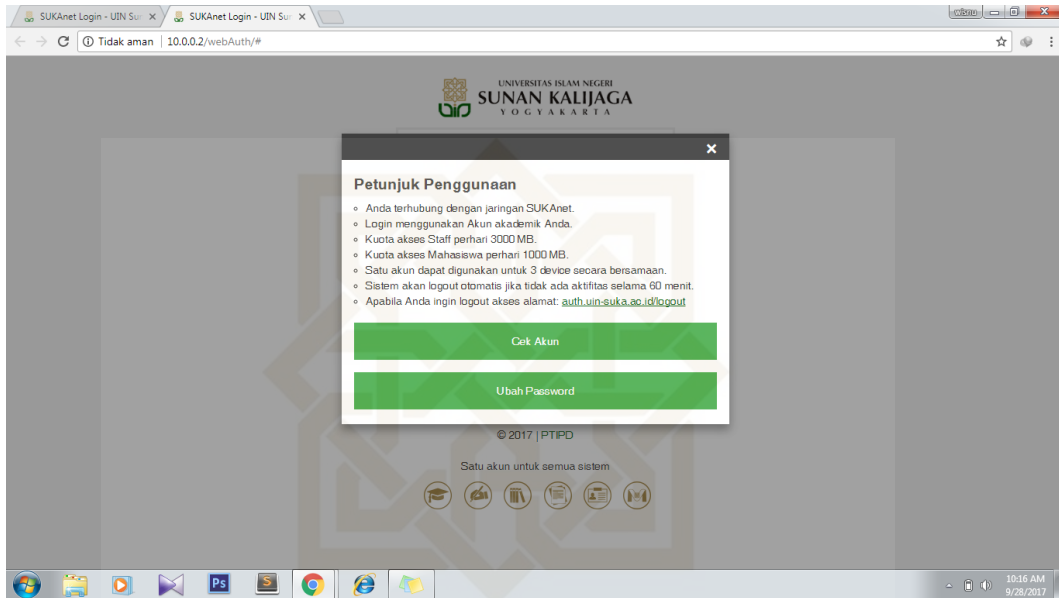 SUKAnet Login - UIN Sun
SUKAnet Login - UIN Sun
wisnu
Tidak aman
10.0.0.2/webAuth/#
UNIVERSITAS ISLAM NEGERI
SUNAN KALIJAGA
YOGYAKARTA
Petunjuk Penggunaan
Anda terhubung dengan jaringan SUKAnet.
Login menggunakan Akun akademik Anda.
Kuota akses Staff perhari 3000 MB.
Kuota akses Mahasiswa perhari 1000 MB.
Satu akun dapat digunakan untuk 3 device secara bersamaan.
Sistem akan logout otomatis jika tidak ada aktifitas selama 60 menit.
Apabila Anda ingin logout akses alamat: auth.uin-suka.ac.id/logout
Cek Akun
Ubah Password
© 2017 | PTIPD
Satu akun untuk semua sistem
Ps
S
10:16 AM
9/28/2017